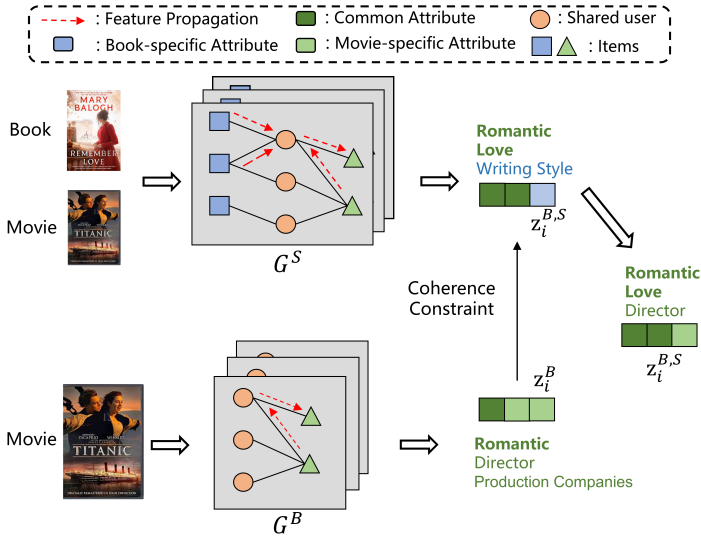 : Feature Propagation
: Common Attribute
: Shared user
: Book-specific Attribute
: Movie-specific Attribute
: Items
Book
MARY
BALOGH
REMEMBER
LOVE
Movie
TITANIC
G^S
Romantic
Love
Writing Style
z_i^{B,S}
Coherence
Constraint
Romantic
Love
Director
z_i^{B,S}
Movie
DICAPRIO
WINSLET
TITANIC
G^B
z_i^B
Romantic
Director
Production Companies